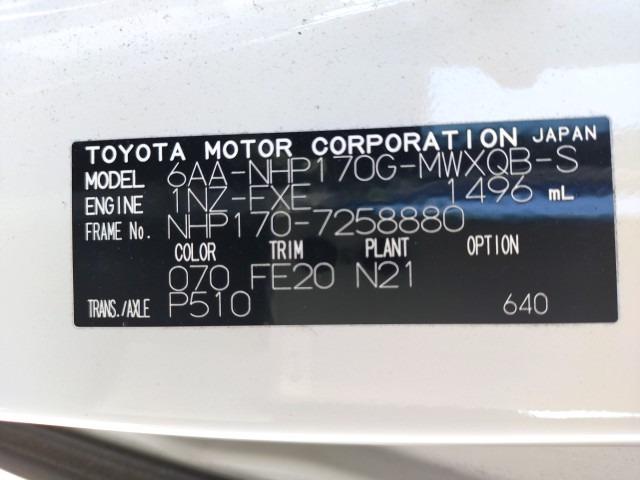 TOYOTA MOTOR CORPORATION JAPAN
MODEL 6AA-NHP170G-MWXQB-S
ENGINE 1NZ-FXE 1496 mL
FRAME No. NHP170-7258880
COLOR TRIM PLANT OPTION
070 FE20 N21
TRANS./AXLE P510 640